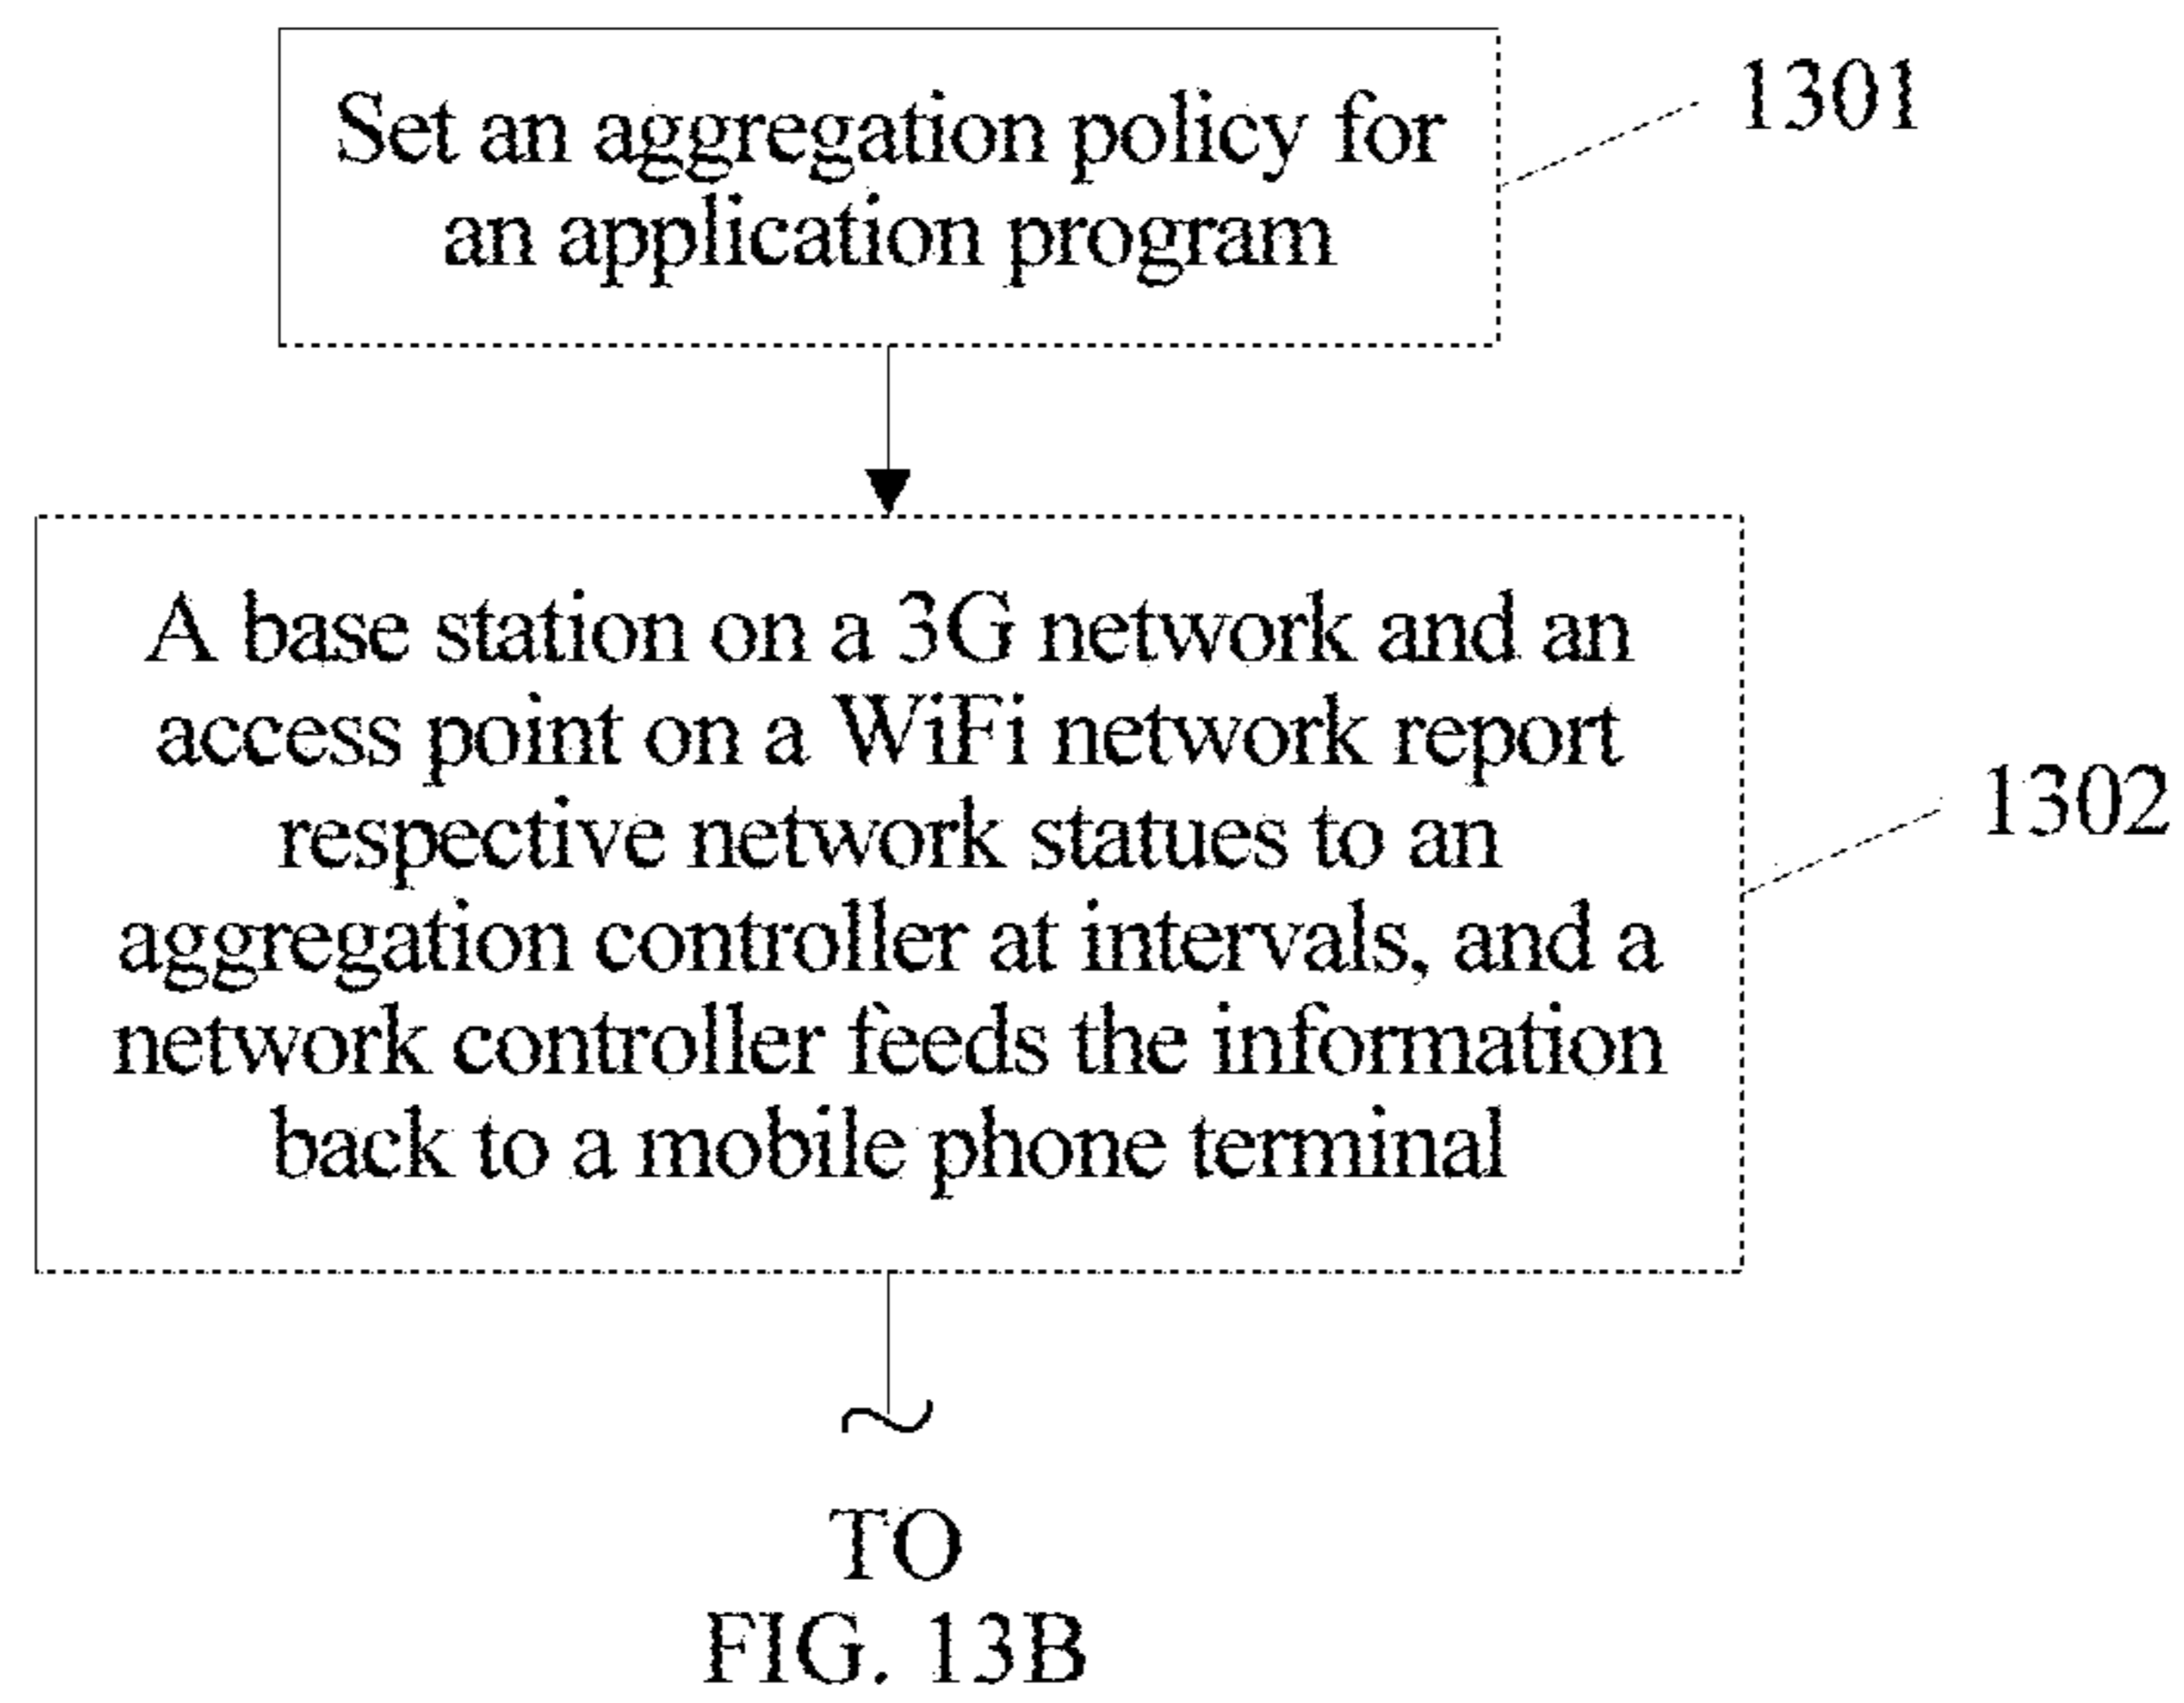 Set an aggregation policy for
an application program
1301
A base station on a 3G network and an
access point on a WiFi network report
respective network statues to an
aggregation controller at intervals, and a
network controller feeds the information
back to a mobile phone terminal
1302
TO
FIG. 13B